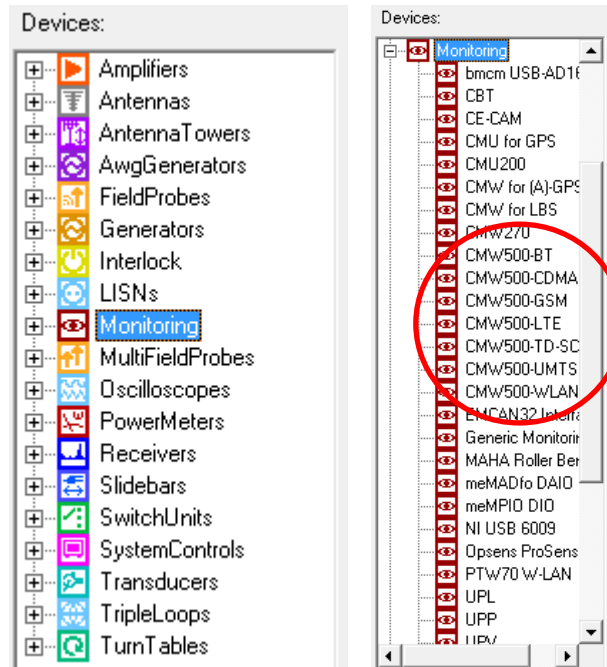 Devices:
Amplifiers
Antennas
AntennaTowers
AwgGenerators
FieldProbes
Generators
Interlock
LISNs
Monitoring
MultiFieldProbes
Oscilloscopes
PowerMeters
Receivers
Slidebars
SwitchUnits
SystemControls
Transducers
TripleLoops
TurnTables
Devices:
Monitoring
bmcm USB-AD16
CBT
CE-CAM
CMU for GPS
CMU200
CMW for (A)-GPS
CMW for LBS
CMW270
CMW500-BT
CMW500-CDMA
CMW500-GSM
CMW500-LTE
CMW500-TD-SC
CMW500-UMTS
CMW500-WLAN
EMCAN32 Interfa
Generic Monitorin
MAHA Roller Ben
meMADfo DAIO
meMPIO DIO
NI USB 6009
Opsens ProSens
PTW70 W-LAN
UPL
UPP
UPV